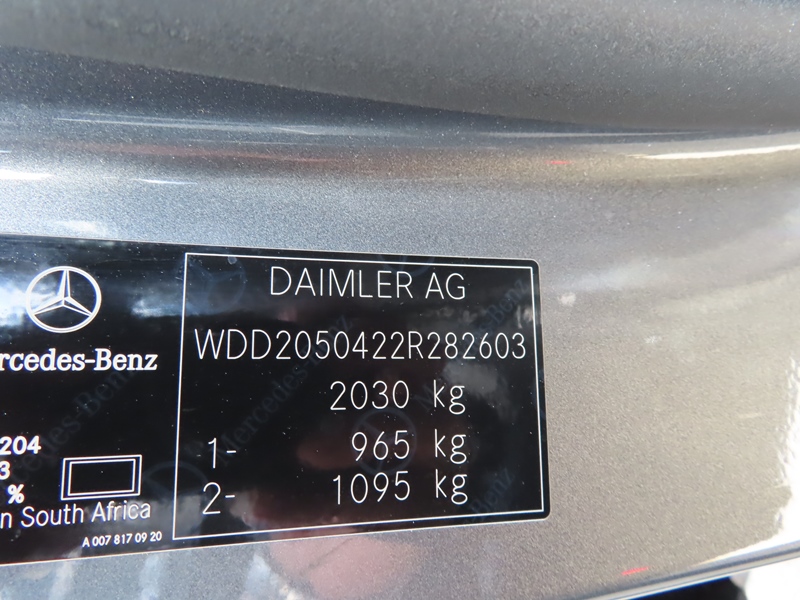 DAIMLER AG
WDD2050422R282603
2030 kg
1- 965 kg
2- 1095 kg
rcedes-Benz
204
3
%
n South Africa
A 007 817 09 20